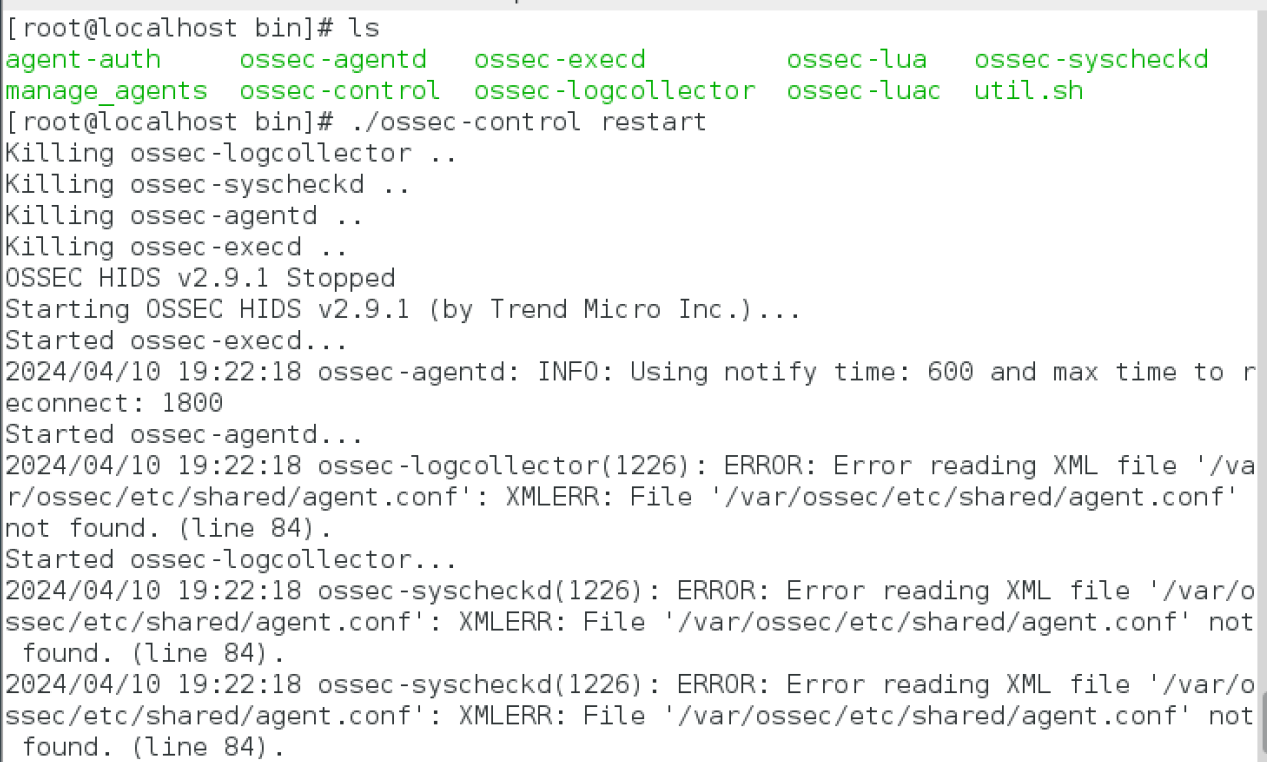 [root@localhost bin]# ls
agent-auth     ossec-agentd   ossec-execd         ossec-lua   ossec-syscheckd
manage_agents  ossec-control  ossec-logcollector  ossec-luac  util.sh
[root@localhost bin]# ./ossec-control restart
Killing ossec-logcollector ..
Killing ossec-syscheckd ..
Killing ossec-agentd ..
Killing ossec-execd ..
OSSEC HIDS v2.9.1 Stopped
Starting OSSEC HIDS v2.9.1 (by Trend Micro Inc.)...
Started ossec-execd...
2024/04/10 19:22:18 ossec-agentd: INFO: Using notify time: 600 and max time to r
econnect: 1800
Started ossec-agentd...
2024/04/10 19:22:18 ossec-logcollector(1226): ERROR: Error reading XML file '/va
r/ossec/etc/shared/agent.conf': XMLERR: File '/var/ossec/etc/shared/agent.conf'
not found. (line 84).
Started ossec-logcollector...
2024/04/10 19:22:18 ossec-syscheckd(1226): ERROR: Error reading XML file '/var/o
ssec/etc/shared/agent.conf': XMLERR: File '/var/ossec/etc/shared/agent.conf' not
 found. (line 84).
2024/04/10 19:22:18 ossec-syscheckd(1226): ERROR: Error reading XML file '/var/o
ssec/etc/shared/agent.conf': XMLERR: File '/var/ossec/etc/shared/agent.conf' not
 found. (line 84).